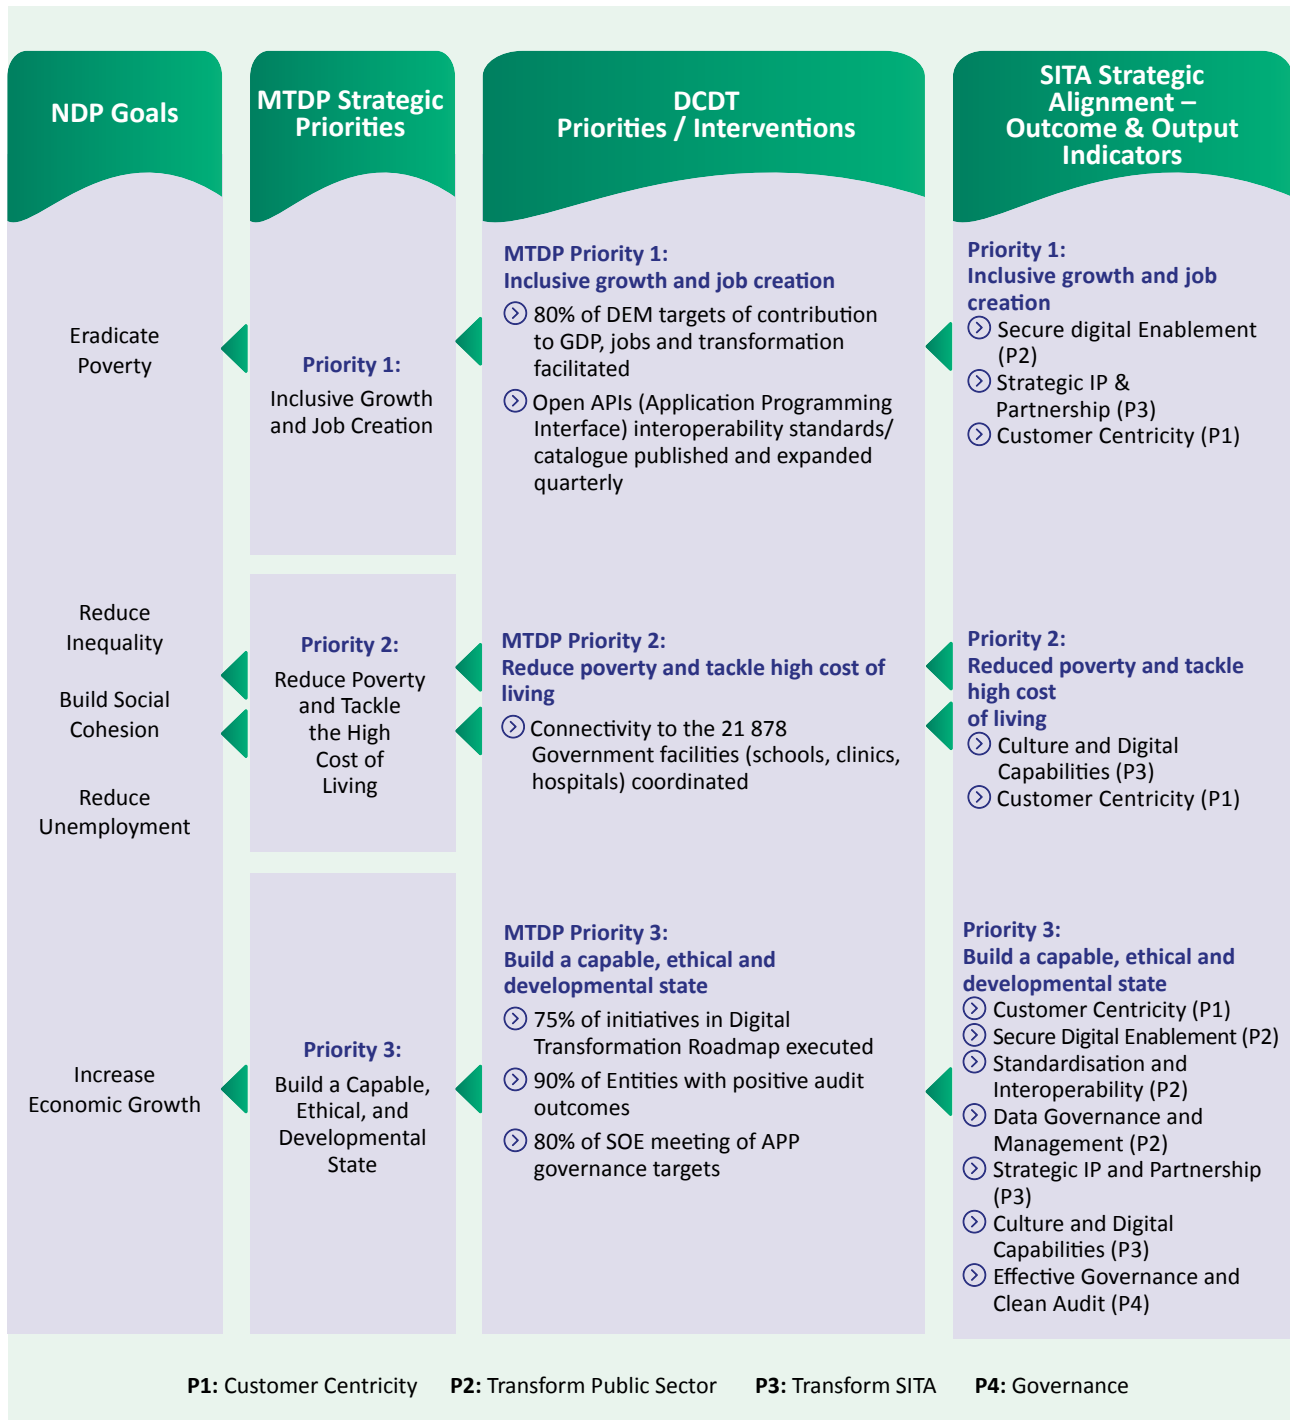 NDP Goals
MTDP Strategic
Priorities
DCDT
Priorities / Interventions
SITA Strategic
Alignment –
Outcome & Output
Indicators
Eradicate
Poverty
Reduce
Inequality
Build Social
Cohesion
Reduce
Unemployment
Increase
Economic Growth
Priority 1:
Inclusive Growth
and Job Creation
Priority 2:
Reduce Poverty
and Tackle
the High
Cost of
Living
Priority 3:
Build a Capable,
Ethical, and
Developmental
State
MTDP Priority 1:
Inclusive growth and job creation
80% of DEM targets of contribution
to GDP, jobs and transformation
facilitated
Open APIs (Application Programming
Interface) interoperability standards/
catalogue published and expanded
quarterly
MTDP Priority 2:
Reduce poverty and tackle high cost of
living
Connectivity to the 21 878
Government facilities (schools, clinics,
hospitals) coordinated
MTDP Priority 3:
Build a capable, ethical and
developmental state
75% of initiatives in Digital
Transformation Roadmap executed
90% of Entities with positive audit
outcomes
80% of SOE meeting of APP
governance targets
Priority 1:
Inclusive growth and job
creation
Secure digital Enablement
(P2)
Strategic IP &
Partnership (P3)
Customer Centricity (P1)
Priority 2:
Reduced poverty and tackle
high cost
of living
Culture and Digital
Capabilities (P3)
Customer Centricity (P1)
Priority 3:
Build a capable, ethical and
developmental state
Customer Centricity (P1)
Secure Digital Enablement (P2)
Standardisation and
Interoperability (P2)
Data Governance and
Management (P2)
Strategic IP and Partnership
(P3)
Culture and Digital
Capabilities (P3)
Effective Governance and
Clean Audit (P4)
P1: Customer Centricity P2: Transform Public Sector P3: Transform SITA P4: Governance